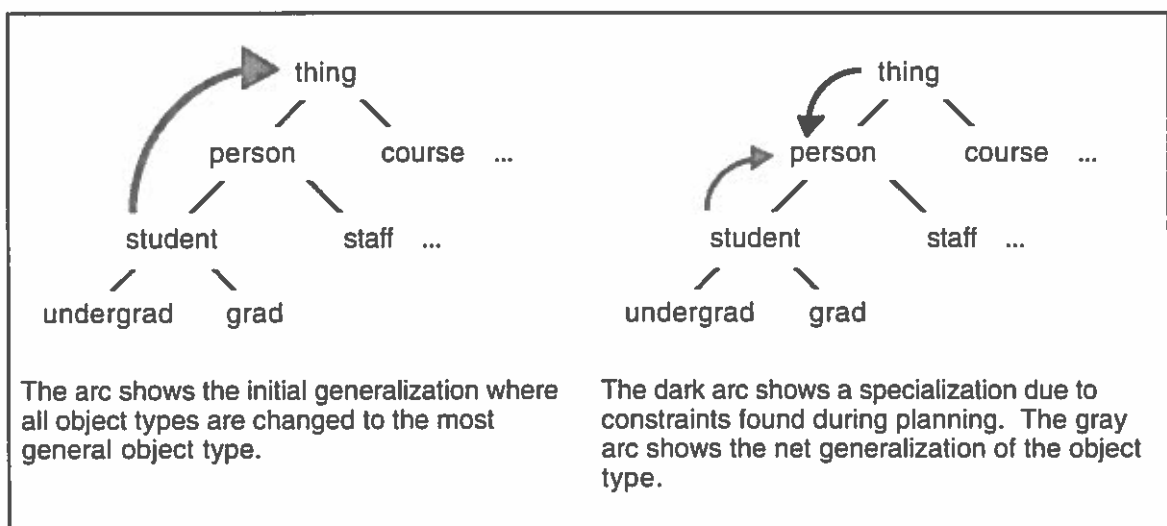 thing
person course ...
student staff ...
undergrad grad
The arc shows the initial generalization where
all object types are changed to the most
general object type.
thing
person course ...
student staff ...
undergrad grad
The dark arc shows a specialization due to
constraints found during planning. The gray
arc shows the net generalization of the object
type.